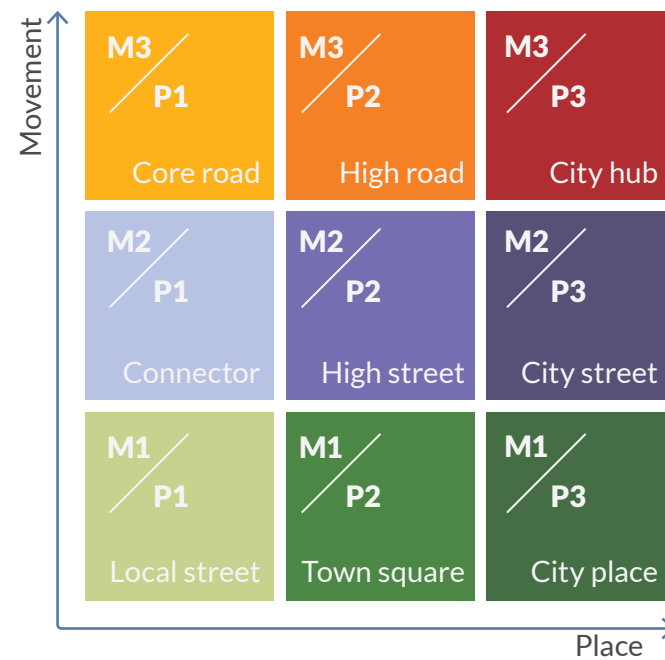 Movement
M3
P1
Core road
M3
P2
High road
M3
P3
City hub
M2
P1
Connector
M2
P2
High street
M2
P3
City street
M1
P1
Local street
M1
P2
Town square
M1
P3
City place
Place